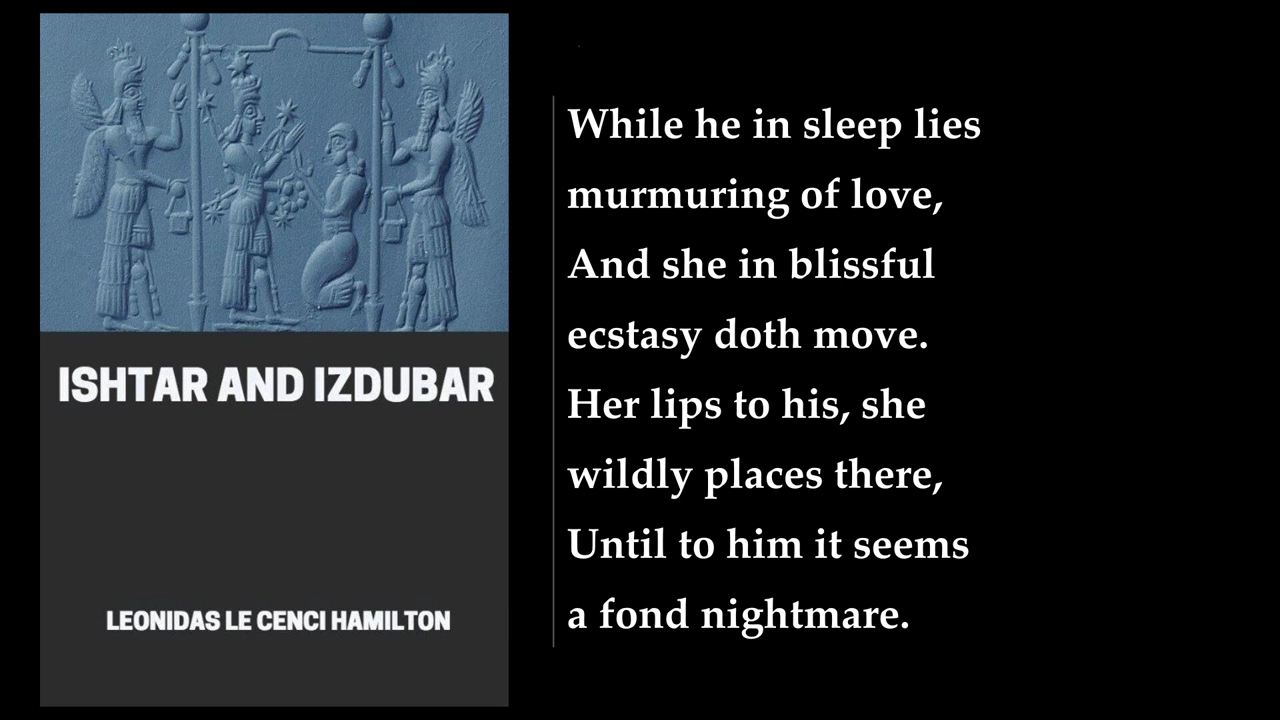 ISHTAR AND IZDUBAR
LEONIDAS LE CENCI HAMILTON
While he in sleep lies
murmuring of love,
And she in blissful
ecstasy doth move.
Her lips to his, she
wildly places there,
Until to him it seems
a fond nightmare.